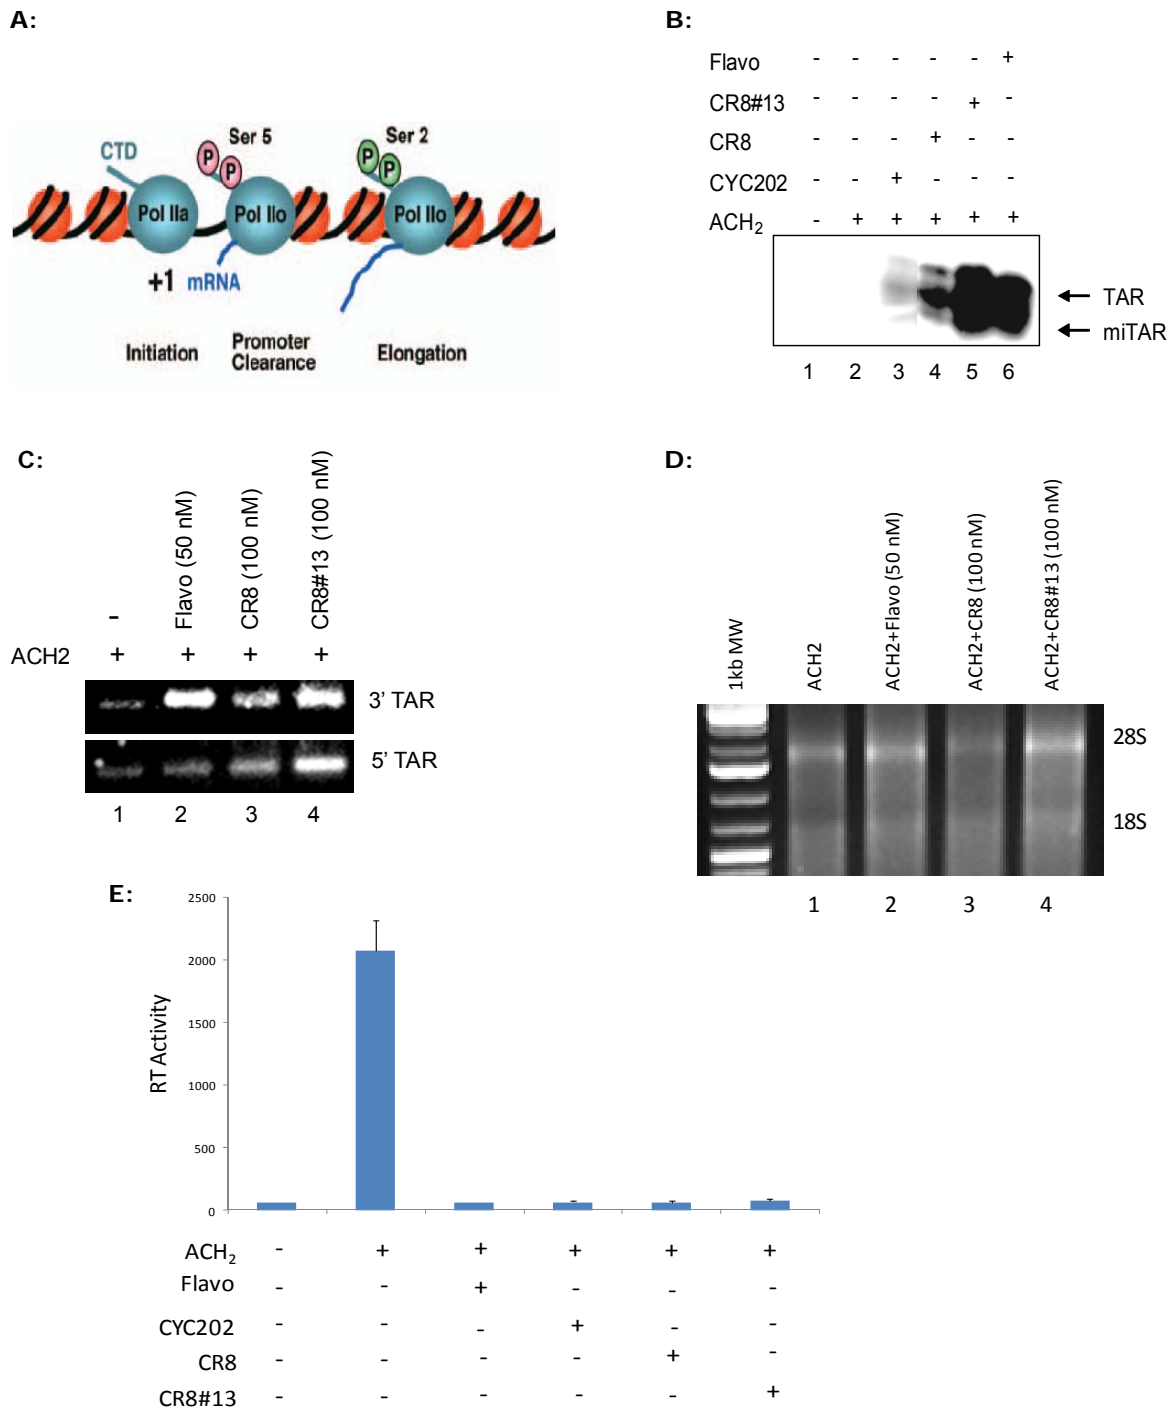 A:
CTD
Ser 5
P
P
Ser 2
P
P
Pol IIa
Pol IIo
Pol IIo
+1
mRNA
Initiation
Promoter
Clearance
Elongation
B:
Flavo - - - - - +
CR8#13 - - - - + -
CR8 - - - + - -
CYC202 - - + - - -
ACH2 - + + + + +
TAR
miTAR
1 2 3 4 5 6
C:
-
Flavo (50 nM)
CR8 (100 nM)
CR8#13 (100 nM)
ACH2 + + + +
3' TAR
5' TAR
1 2 3 4
D:
1kb MW
ACH2
ACH2+Flavo (50 nM)
ACH2+CR8 (100 nM)
ACH2+CR8#13 (100 nM)
28S
18S
1 2 3 4
E:
2500
2000
1500
1000
500
0
RT Activity
ACH2 - + + + + +
Flavo - - + - - -
CYC202 - - - + - -
CR8 - - - - + -
CR8#13 - - - - - +